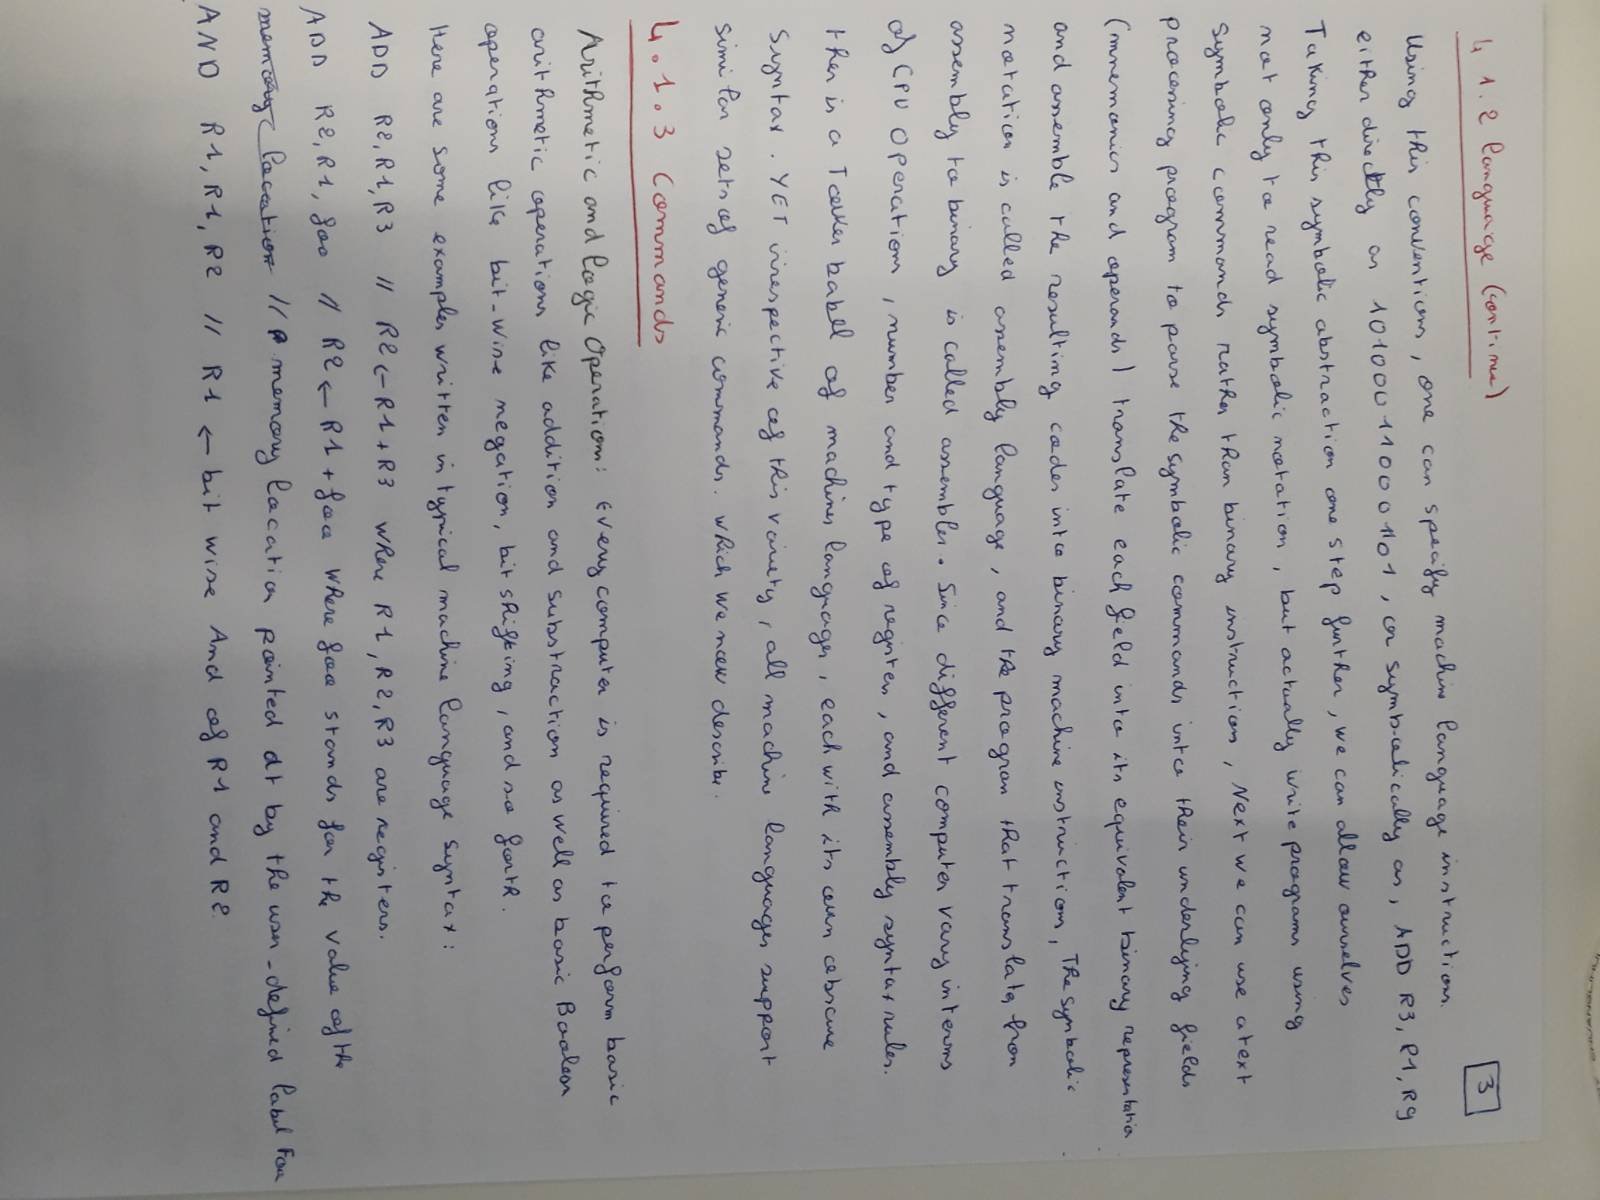 3
4.1.2 language (continue)
Using this conventions, one can specify machine language instruction.
either directly as 1010001100001101, or symbolically as, ADD R3, R1, R9
Taking this symbolic abstraction one step further, we can allow ourselves
not only to read symbolic notation, but actually write programs using
symbolic commands rather than binary instructions, Next we can use a text
processing program to parse the symbolic commands into their underlying fields
(mnemonics and operands) translate each field into its equivalent binary representation
and assemble the resulting codes into binary machine instructions, The symbolic
notation is called assembly language, and the program that translates from
assembly to binary is called assembler. Since different computer vary in terms
of CPU operations, number and type of registers, and assembly syntax rules.
ther is a Tower babel of machines languages, each with its own obscure
Syntax. YET irrespective of this variety, all machine languages support
similar sets of generic commands. which we now describe.
4.1.3 Commands
Arithmetic and logic Operations: Every computer is required to perform basic
arithmetic operations like addition and substraction as well as basic Boolean
operations like bit-wise negation, bit shifting, and so forth.
Here are some examples written in typical machine language syntax:
ADD R2, R1, R3 // R2 ← R1 + R3 where R1, R2, R3 are registers.
ADD R2, R1, foo // R2 ← R1 + foo where foo stands for the value of the
memory location // memory location pointed at by the user-defined label Foo
AND R1, R1, R2 // R1 ← bit wise And of R1 and R2